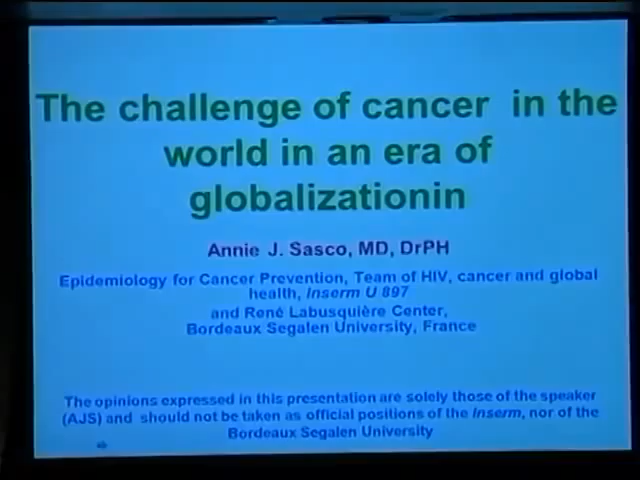 The challenge of cancer in the
world in an era of
globalizationin
Annie J. Sasco, MD, DrPH
Epidemiology for Cancer Prevention, Team of HIV, cancer and global
health, Inserm U 897
and René Labusquière Center,
Bordeaux Segalen University, France
The opinions expressed in this presentation are solely those of the speaker
(AJS) and should not be taken as official positions of the Inserm, nor of the
Bordeaux Segalen University